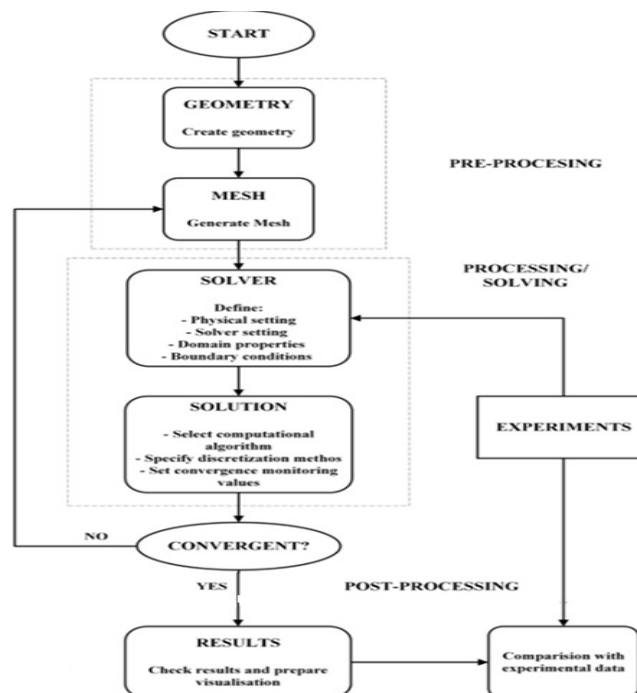 START
GEOMETRY
Create geometry
PRE-PROCESING
MESH
Generate Mesh
PROCESSING/
SOLVING
SOLVER
Define:
- Physical setting
- Solver setting
- Domain properties
- Boundary conditions
SOLUTION
- Select computational
algorithm
- Specify discretization methos
- Set convergence monitoring
values
EXPERIMENTS
CONVERGENT?
NO
YES
POST-PROCESSING
RESULTS
Check results and prepare
visualisation
Comparision with
experimental data